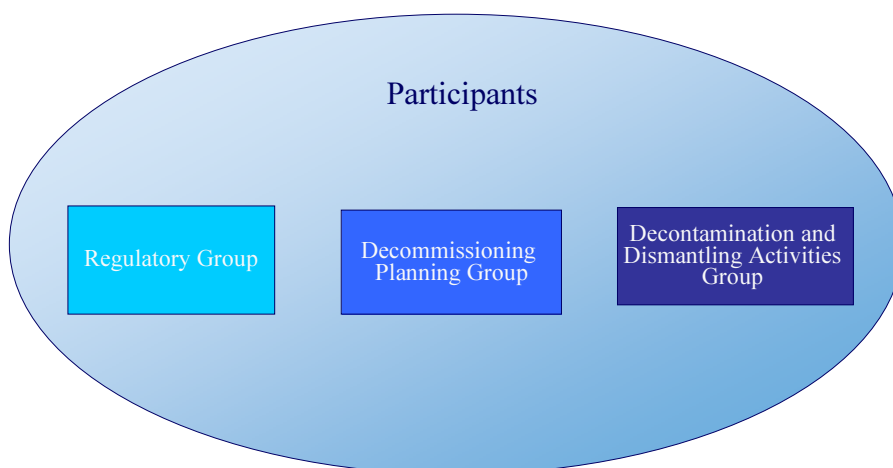 Participants
Regulatory Group
Decommissioning
Planning Group
Decontamination and
Dismantling Activities
Group